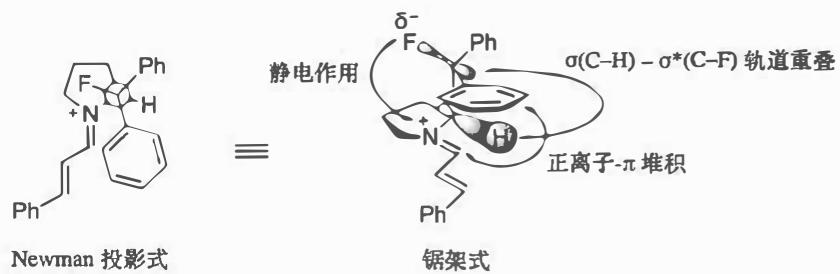 δ⁻
F
Ph
静电作用
σ(C–H) – σ*(C–F) 轨道重叠
Ph
F
H
N
+
Ph
≡
N
+
H
正离子-π 堆积
Ph
Newman 投影式
锯架式